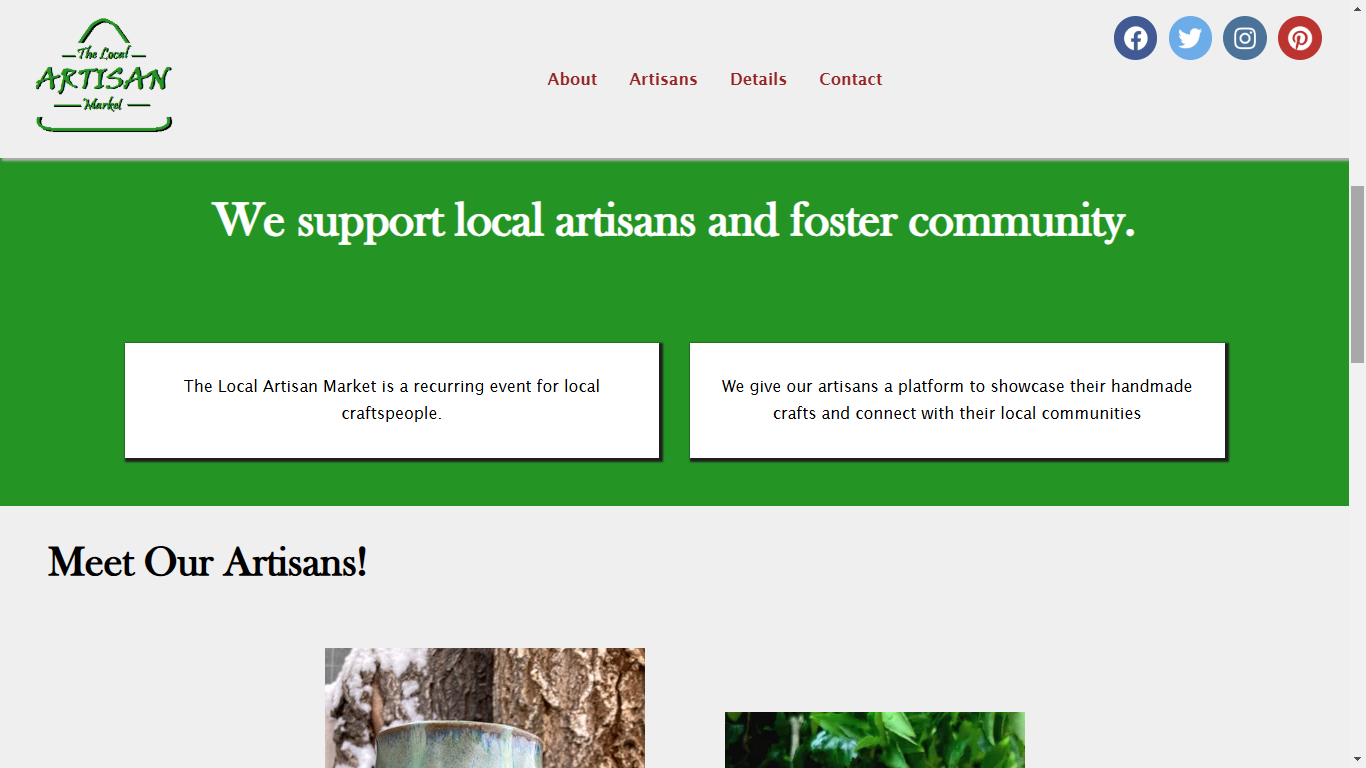 The Local
ARTISAN
Market
About Artisans Details Contact
We support local artisans and foster community.
The Local Artisan Market is a recurring event for local
craftspeople.
We give our artisans a platform to showcase their handmade
crafts and connect with their local communities
Meet Our Artisans!